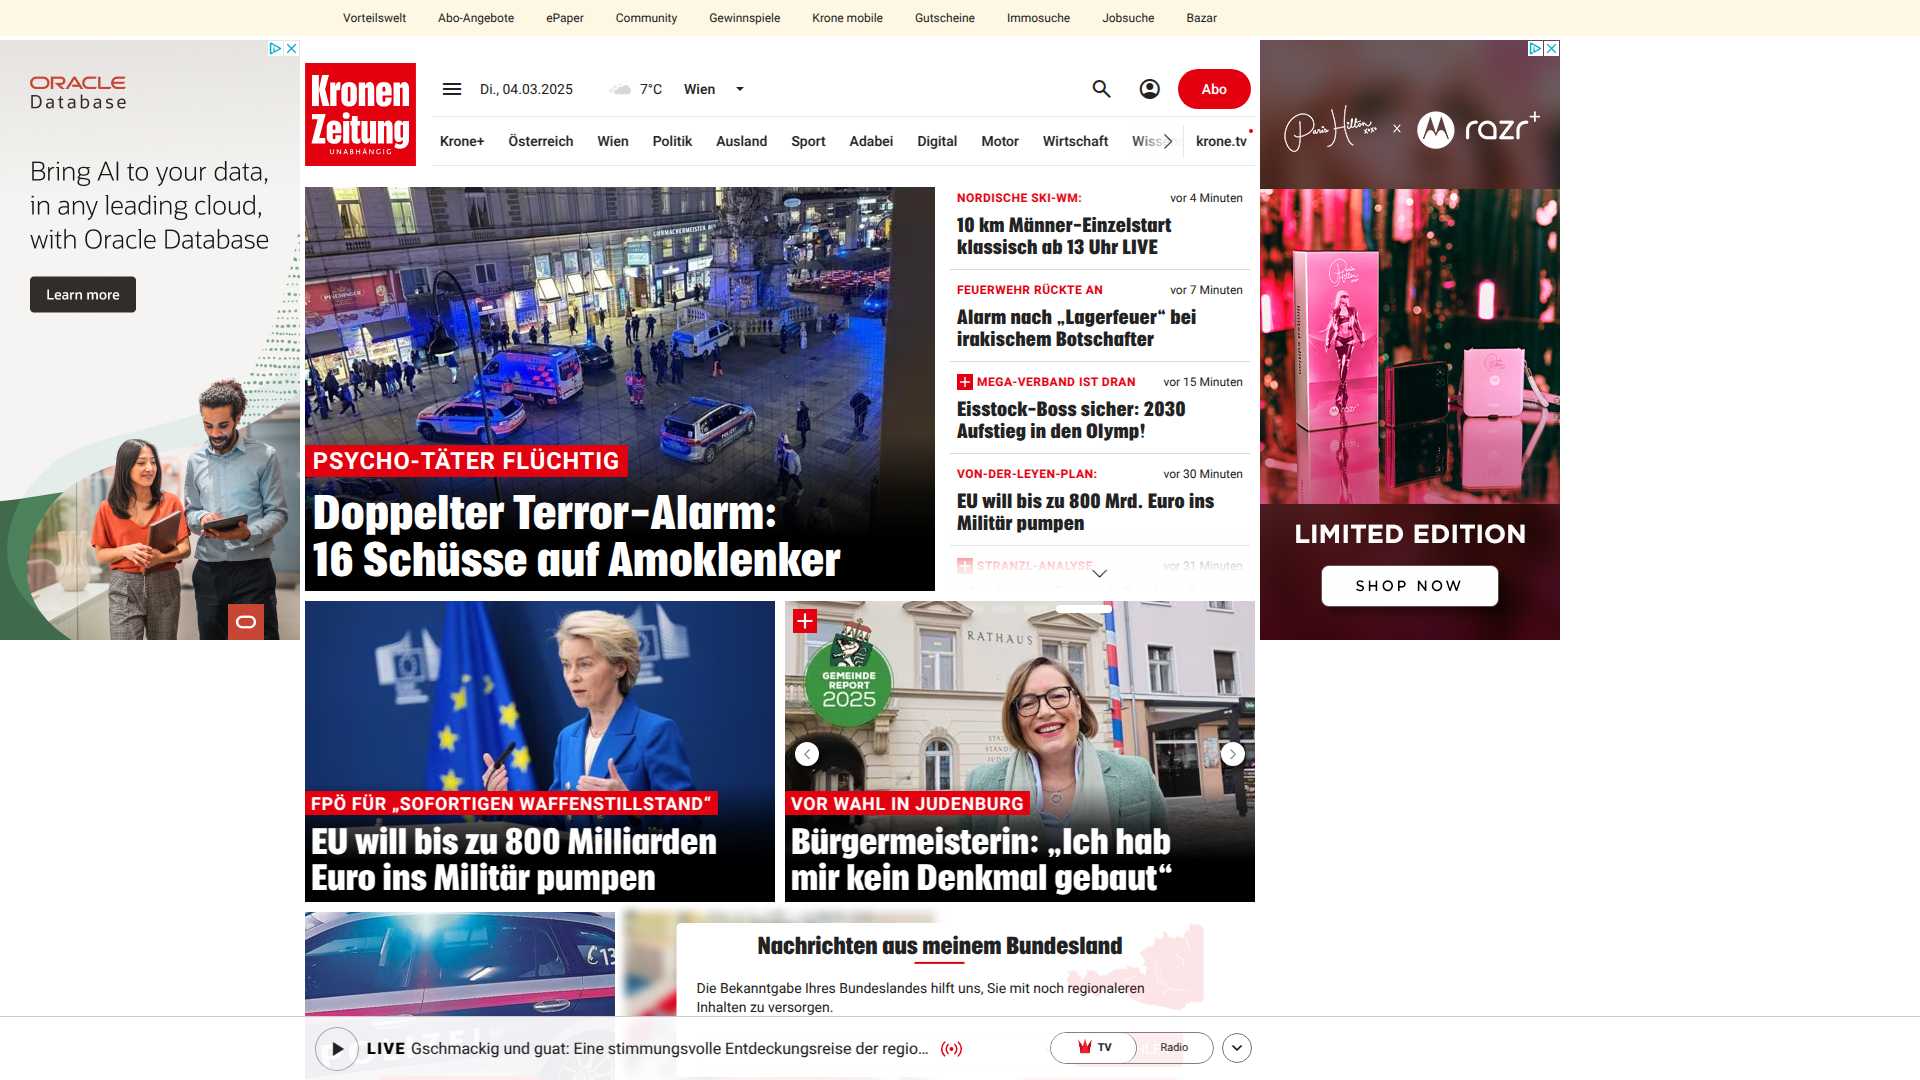 Vorteilswelt Abo-Angebote ePaper Community Gewinnspiele Krone mobile Gutscheine Immosuche Jobsuche Bazar
ORACLE
Database
Bring AI to your data,
in any leading cloud,
with Oracle Database
Learn more
Kronen
Zeitung
UNABHÄNGIG
Di., 04.03.2025
7°C
Wien
Abo
Krone+ Österreich Wien Politik Ausland Sport Adabei Digital Motor Wirtschaft Wiss krone.tv
PSYCHO-TÄTER FLÜCHTIG
Doppelter Terror-Alarm:
16 Schüsse auf Amoklenker
NORDISCHE SKI-WM: vor 4 Minuten
10 km Männer-Einzelstart
klassisch ab 13 Uhr LIVE
FEUERWEHR RÜCKTE AN vor 7 Minuten
Alarm nach „Lagerfeuer“ bei
irakischem Botschafter
MEGA-VERBAND IST DRAN vor 15 Minuten
Eisstock-Boss sicher: 2030
Aufstieg in den Olymp!
VON-DER-LEYEN-PLAN: vor 30 Minuten
EU will bis zu 800 Mrd. Euro ins
Militär pumpen
STRANZL-ANALYSE vor 31 Minuten
Paris Hilton
xoxo
x
razr+
LIMITED EDITION
SHOP NOW
FPÖ FÜR „SOFORTIGEN WAFFENSTILLSTAND“
EU will bis zu 800 Milliarden
Euro ins Militär pumpen
RATHAUS
GEMEINDE
REPORT
2025
VOR WAHL IN JUDENBURG
Bürgermeisterin: „Ich hab
mir kein Denkmal gebaut“
Nachrichten aus meinem Bundesland
Die Bekanntgabe Ihres Bundeslandes hilft uns, Sie mit noch regionaleren
Inhalten zu versorgen.
LIVE Gschmackig und guat: Eine stimmungsvolle Entdeckungsreise der regio...
TV
Radio